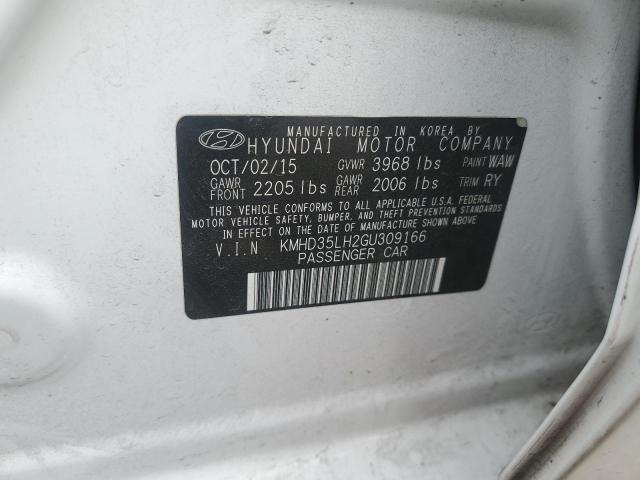 MANUFACTURED IN KOREA BY
HYUNDAI MOTOR COMPANY
OCT/02/15 GVWR 3968 lbs PAINT WAW
GAWR FRONT 2205 lbs GAWR REAR 2006 lbs TRIM RY
THIS VEHICLE CONFORMS TO ALL APPLICABLE U.S.A. FEDERAL
MOTOR VEHICLE SAFETY, BUMPER, AND THEFT PREVENTION STANDARDS
IN EFFECT ON THE DATE OF MANUFACTURE SHOWN ABOVE
V.I.N KMHD35LH2GU309166
PASSENGER CAR